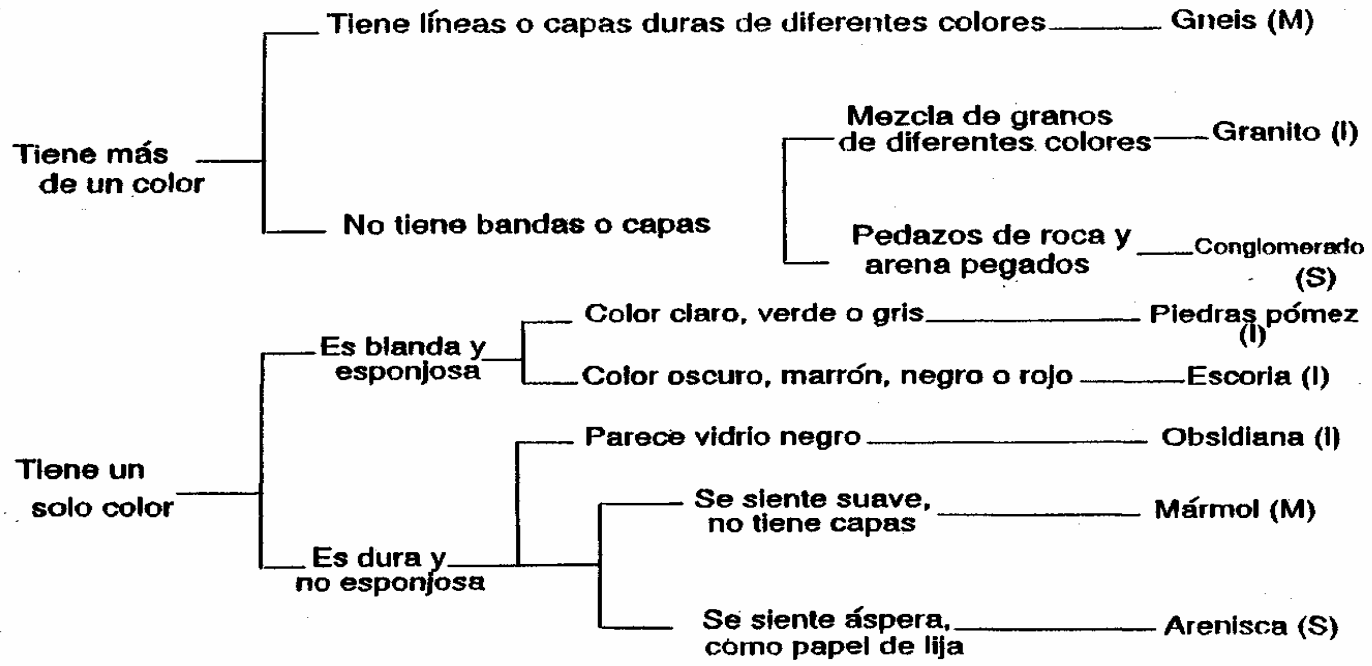 Tiene líneas o capas duras de diferentes colores
Gneis (M)
Tiene más
de un color
Mezcla de granos
de diferentes colores
Granito (I)
No tiene bandas o capas
Pedazos de roca y
arena pegados
Conglomerado
(S)
Tiene un
solo color
Es blanda y
esponjosa
Color claro, verde o gris
Piedras pómez
(I)
Color oscuro, marrón, negro o rojo
Escoria (I)
Parece vidrio negro
Obsidiana (I)
Es dura y
no esponjosa
Se siente suave,
no tiene capas
Mármol (M)
Se siente áspera,
como papel de lija
Arenisca (S)